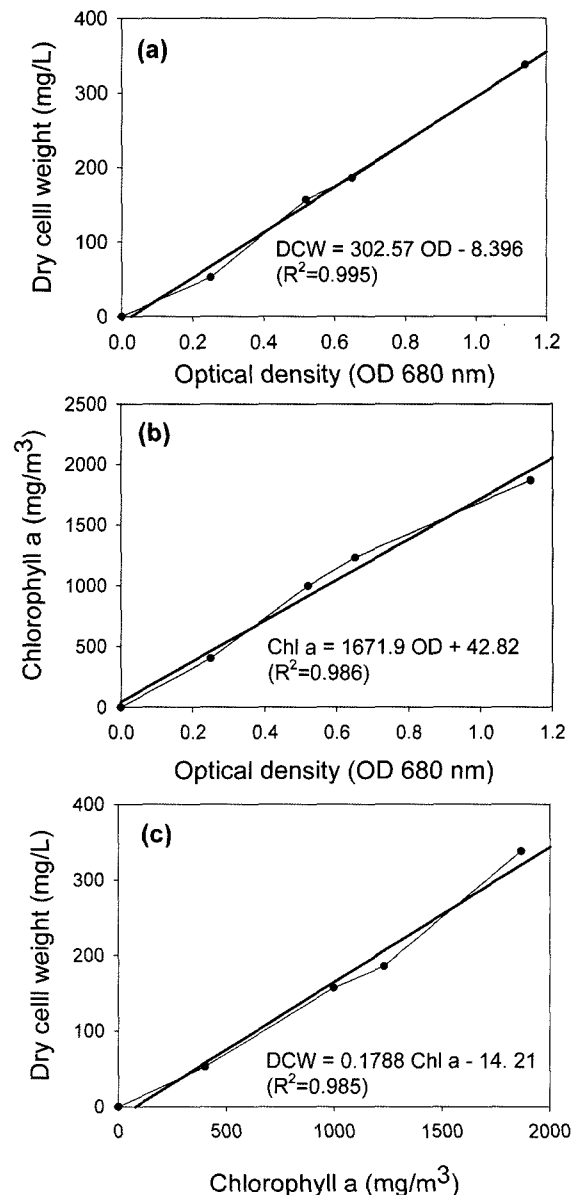 (a)
Dry celll weight (mg/L)
400
300
200
100
0
DCW = 302.57 OD - 8.396
(R²=0.995)
0.0 0.2 0.4 0.6 0.8 1.0 1.2
Optical density (OD 680 nm)
(b)
Chlorophyll a (mg/m³)
2500
2000
1500
1000
500
0
Chl a = 1671.9 OD + 42.82
(R²=0.986)
0.0 0.2 0.4 0.6 0.8 1.0 1.2
Optical density (OD 680 nm)
(c)
Dry celll weight (mg/L)
400
300
200
100
0
DCW = 0.1788 Chl a - 14. 21
(R²=0.985)
0 500 1000 1500 2000
Chlorophyll a (mg/m³)